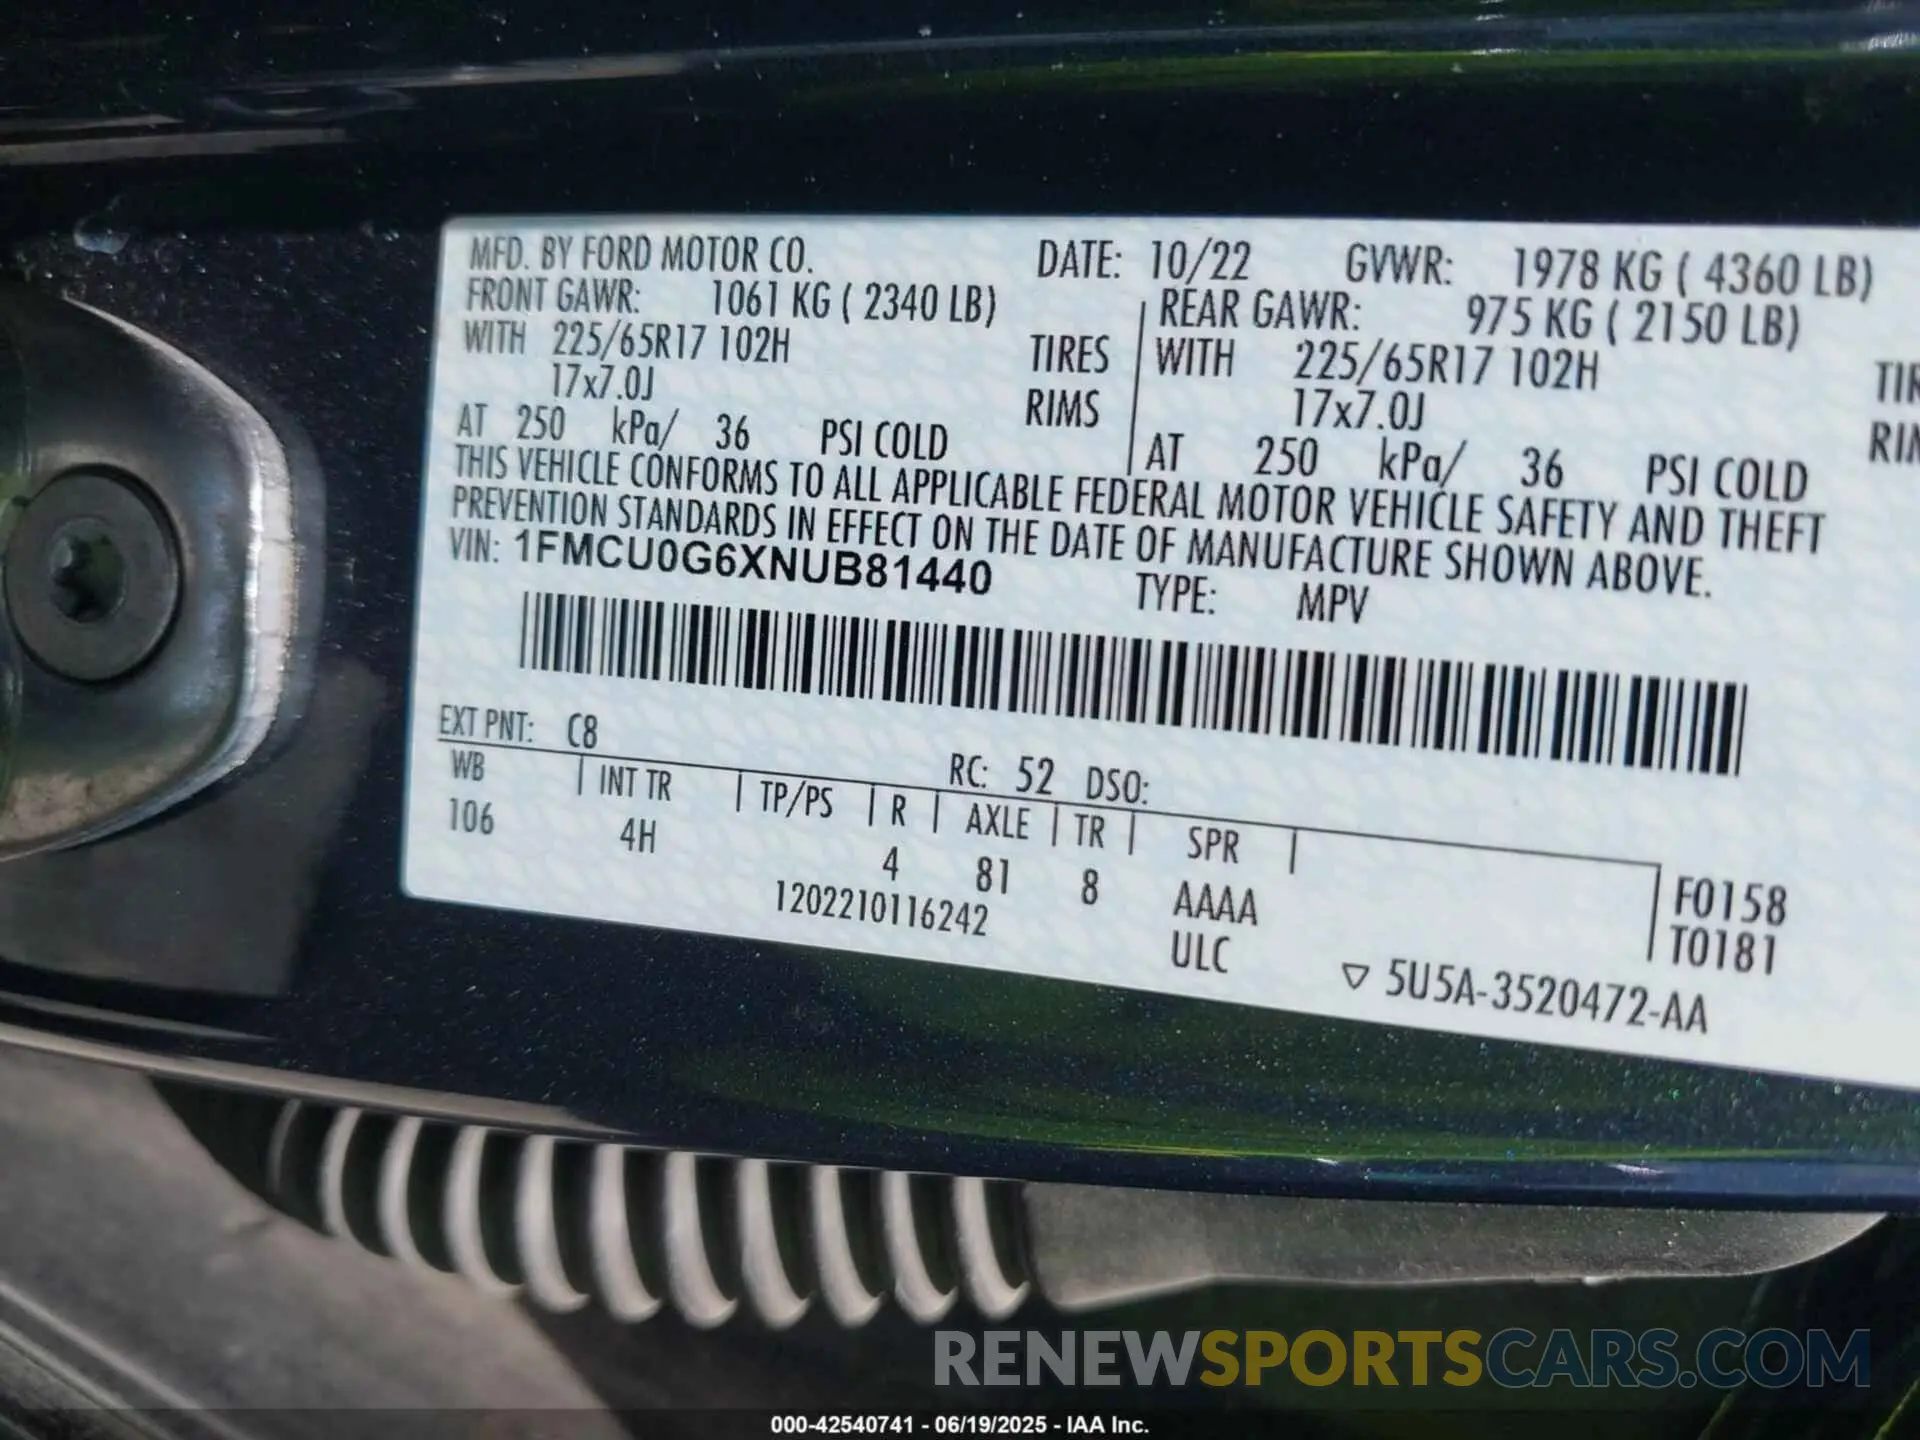 MFD. BY FORD MOTOR CO. DATE: 10/22 GVWR: 1978 KG ( 4360 LB)
FRONT GAWR: 1061 KG ( 2340 LB) REAR GAWR: 975 KG ( 2150 LB)
WITH 225/65R17 102H TIRES WITH 225/65R17 102H TIR
17x7.0J RIMS 17x7.0J RIM
AT 250 kPa/ 36 PSI COLD AT 250 kPa/ 36 PSI COLD
THIS VEHICLE CONFORMS TO ALL APPLICABLE FEDERAL MOTOR VEHICLE SAFETY AND THEFT
PREVENTION STANDARDS IN EFFECT ON THE DATE OF MANUFACTURE SHOWN ABOVE.
VIN: 1FMCU0G6XNUB81440 TYPE: MPV
EXT PNT: C8 RC: 52 DSO:
WB INT TR TP/PS R AXLE TR SPR
106 4H 4 81 8 AAAA F0158
1202210116242 ULC T0181
▽ 5U5A-3520472-AA
RENEWSPORTSCARS.COM
000-42540741 - 06/19/2025 - IAA Inc.